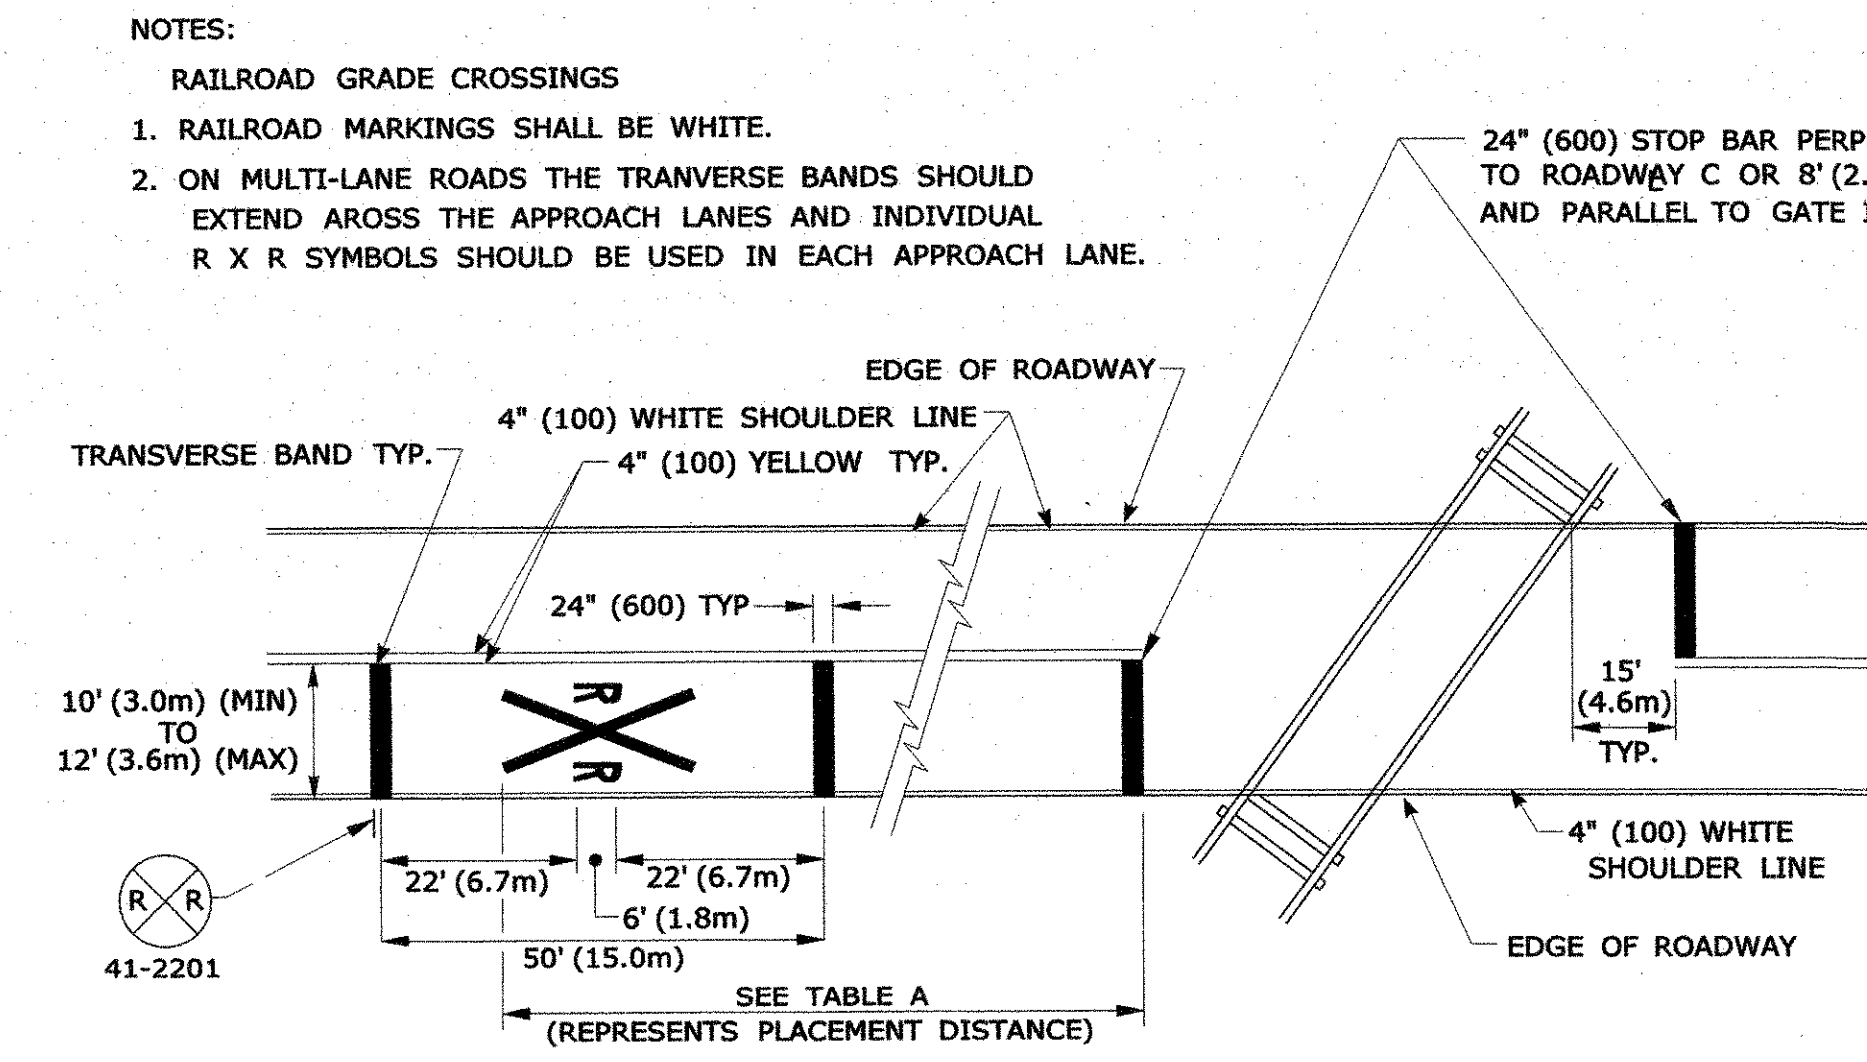 NOTES:
RAILROAD GRADE CROSSINGS
1. RAILROAD MARKINGS SHALL BE WHITE.
2. ON MULTI-LANE ROADS THE TRANVERSE BANDS SHOULD
EXTEND AROSS THE APPROACH LANES AND INDIVIDUAL
R X R SYMBOLS SHOULD BE USED IN EACH APPROACH LANE.
24" (600) STOP BAR PERP
TO ROADWAY C OR 8' (2.
AND PARALLEL TO GATE
EDGE OF ROADWAY
4" (100) WHITE SHOULDER LINE
TRANSVERSE BAND TYP.
4" (100) YELLOW TYP.
24" (600) TYP
10' (3.0m) (MIN)
TO
12' (3.6m) (MAX)
R
R
15'
(4.6m)
TYP.
4" (100) WHITE
SHOULDER LINE
22' (6.7m)
22' (6.7m)
R R
6' (1.8m)
50' (15.0m)
EDGE OF ROADWAY
41-2201
SEE TABLE A
(REPRESENTS PLACEMENT DISTANCE)